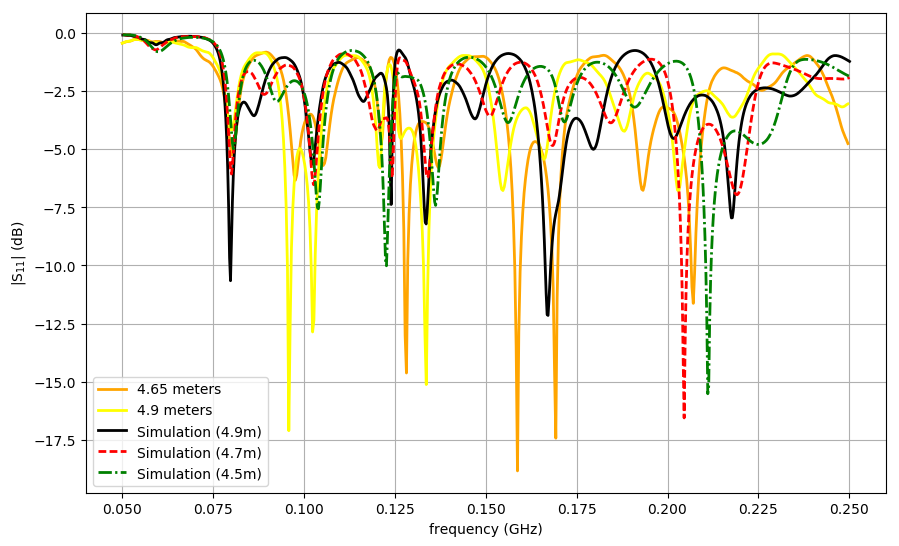 0.0
−2.5
−5.0
−7.5
−10.0
−12.5
−15.0
−17.5
|S11| (dB)
4.65 meters
4.9 meters
Simulation (4.9m)
Simulation (4.7m)
Simulation (4.5m)
0.050 0.075 0.100 0.125 0.150 0.175 0.200 0.225 0.250
frequency (GHz)